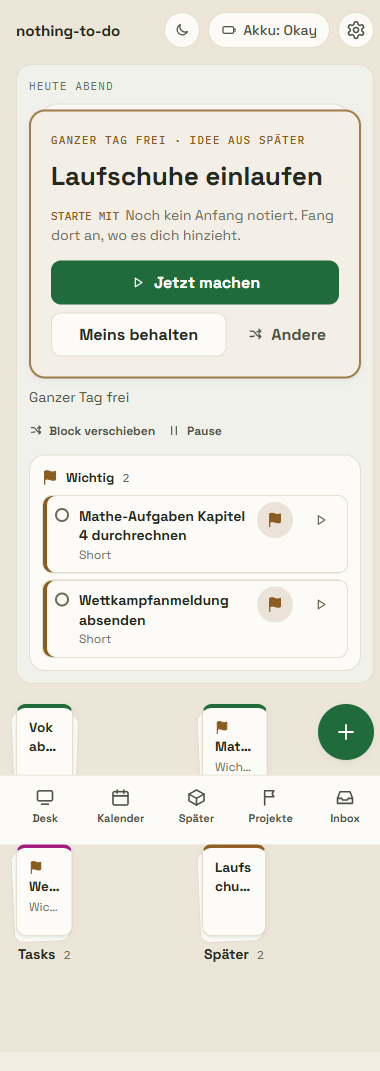 nothing-to-do
Akku: Okay
HEUTE ABEND
GANZER TAG FREI · IDEE AUS SPÄTER
Laufschuhe einlaufen
STARTE MIT Noch kein Anfang notiert. Fang
dort an, wo es dich hinzieht.
Jetzt machen
Meins behalten
Andere
Ganzer Tag frei
Block verschieben
Pause
Wichtig 2
Mathe-Aufgaben Kapitel
4 durchrechnen
Short
Wettkampfanmeldung
absenden
Short
Vok
ab...
Mat...
Wich...
Desk
Kalender
Später
Projekte
Inbox
We...
Wic...
Laufs
chu...
Tasks 2
Später 2